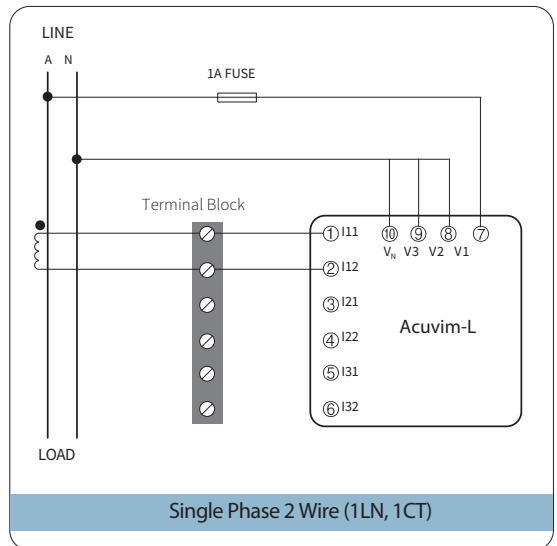 LINE
A N
1A FUSE
Terminal Block
① I11
② I12
③ I21
④ I22
⑤ I31
⑥ I32
⑩ ⑨ ⑧ ⑦
VN V3 V2 V1
Acuvim-L
LOAD
Single Phase 2 Wire (1LN, 1CT)